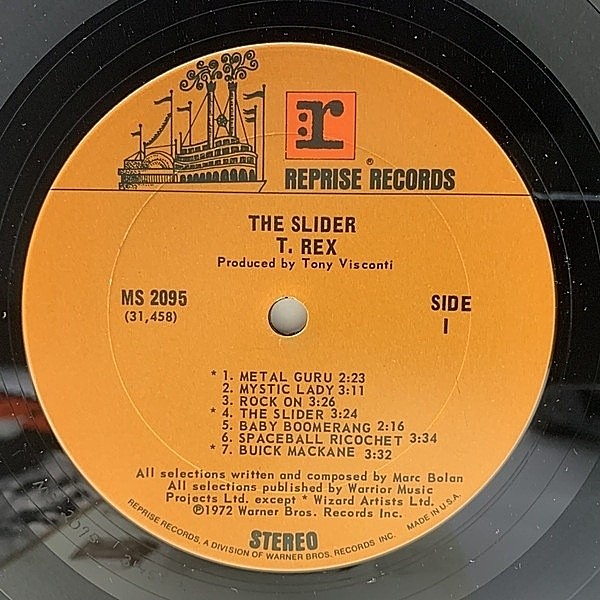 r
®
REPRISE RECORDS
THE SLIDER
T. REX
Produced by Tony Visconti
MS 2095
(31,458)
SIDE
1
* 1. METAL GURU 2:23
2. MYSTIC LADY 3:11
3. ROCK ON 3:26
* 4. THE SLIDER 3:24
5. BABY BOOMERANG 2:16
6. SPACEBALL RICOCHET 3:34
* 7. BUICK MACKANE 3:32
All selections written and composed by Marc Bolan
All selections published by Warrior Music
Projects Ltd. except * Wizard Artists Ltd.
℗1972 Warner Bros. Records Inc.
STEREO
REPRISE RECORDS, A DIVISION OF WARNER BROS. RECORDS INC. MADE IN U.S.A.